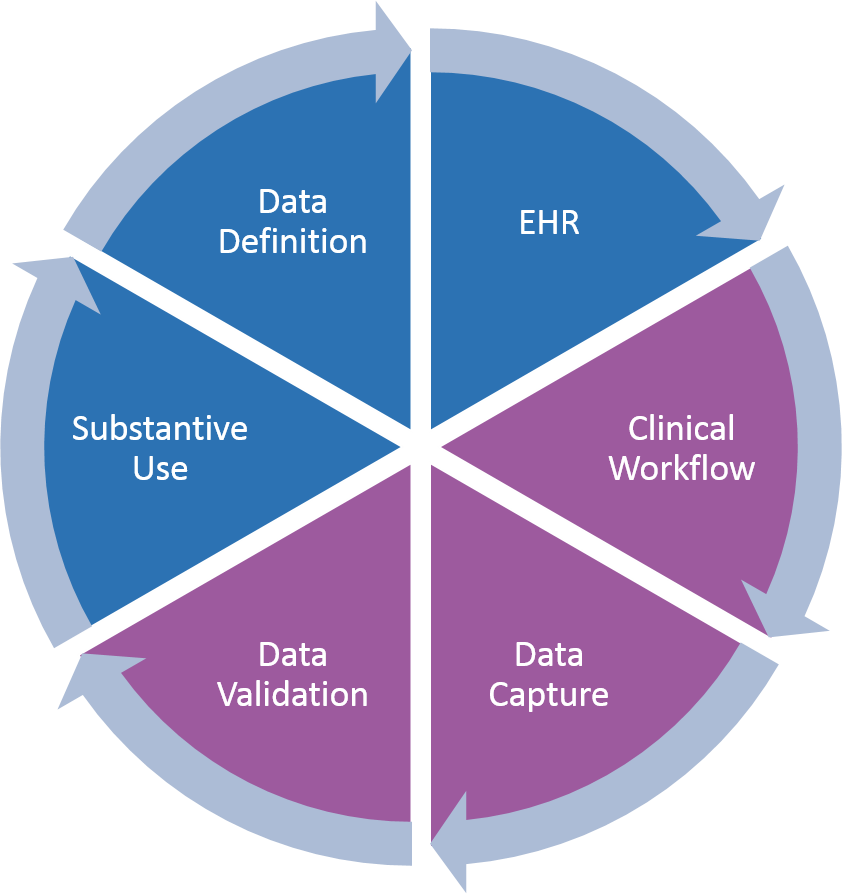 Data
Definition
EHR
Clinical
Workflow
Data
Capture
Data
Validation
Substantive
Use